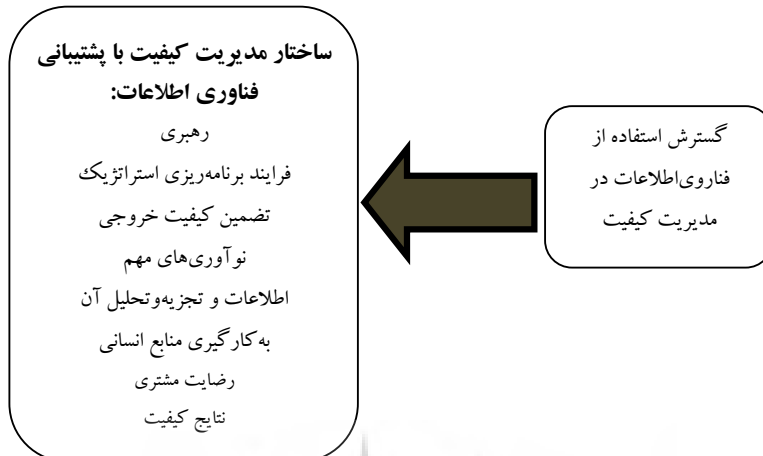 ساختار مدیریت کیفیت با پشتیبانی
فناوری اطلاعات:
رهبری
فرایند برنامه‌ریزی استراتژیک
تضمین کیفیت خروجی
نوآوری‌های مهم
اطلاعات و تجزیه‌وتحلیل آن
به‌کارگیری منابع انسانی
رضایت مشتری
نتایج کیفیت
گسترش استفاده از
فناروی‌اطلاعات در
مدیریت کیفیت